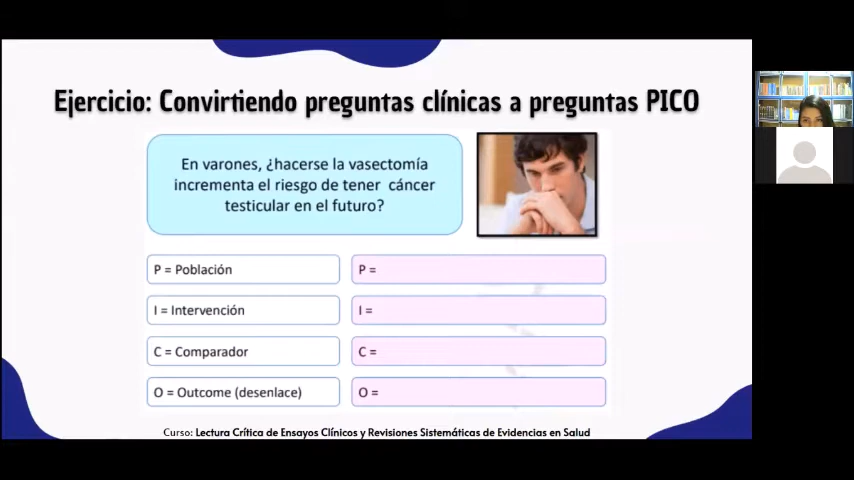 Ejercicio: Convirtiendo preguntas clínicas a preguntas PICO
En varones, ¿hacerse la vasectomía
incrementa el riesgo de tener cáncer
testicular en el futuro?
P = Población
P =
I = Intervención
I =
C = Comparador
C =
O = Outcome (desenlace)
O =
Curso: Lectura Crítica de Ensayos Clínicos y Revisiones Sistemáticas de Evidencias en Salud